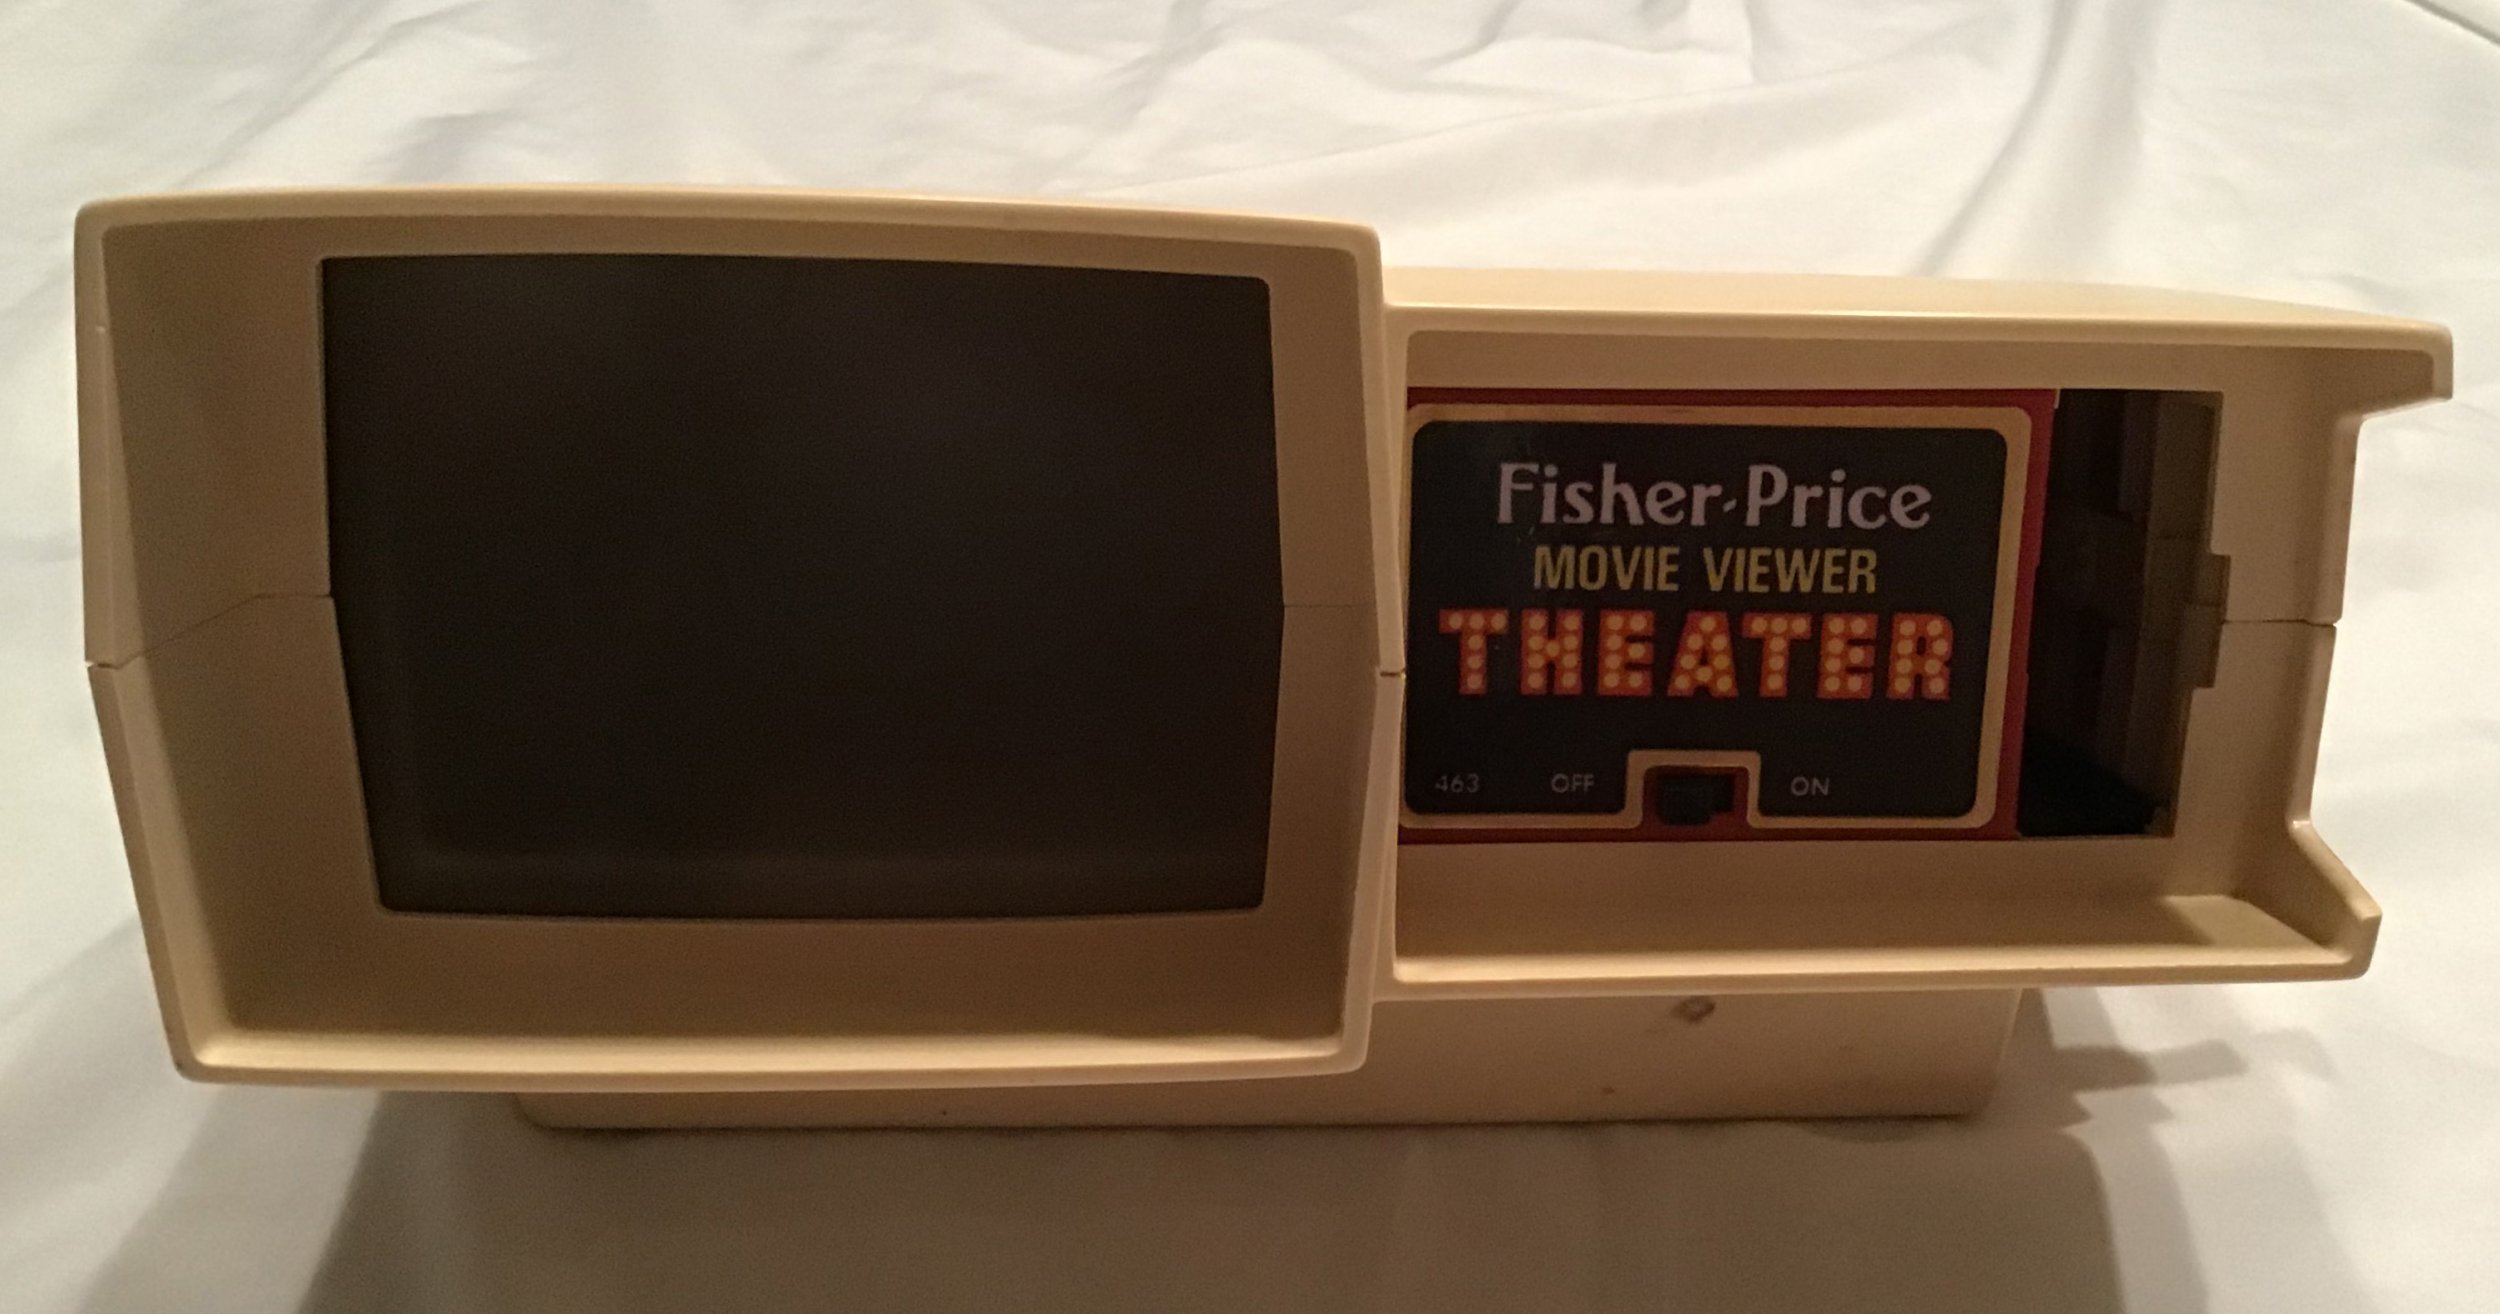 Fisher-Price
MOVIE VIEWER
THEATER
463 OFF ON